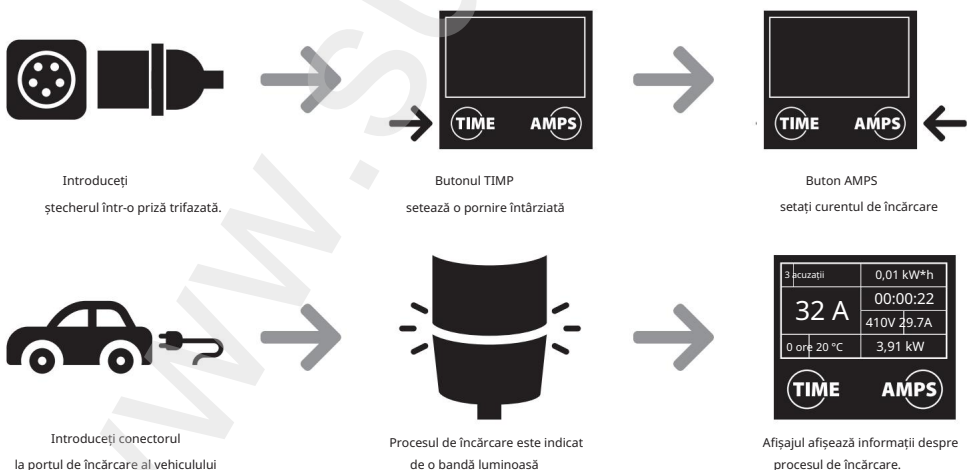 TIME AMPS
TIME AMPS
Introduceți
ștecherul într-o priză trifazată.
Butonul TIMP
setează o pornire întârziată
Buton AMPS
setați curentul de încărcare
3 acuzații 0,01 kW*h
32 A 00:00:22
410V 29.7A
0 ore 20 °C 3,91 kW
TIME AMPS
Introduceți conectorul
la portul de încărcare al vehiculului
Procesul de încărcare este indicat
de o bandă luminoasă
Afișajul afișează informații despre
procesul de încărcare.